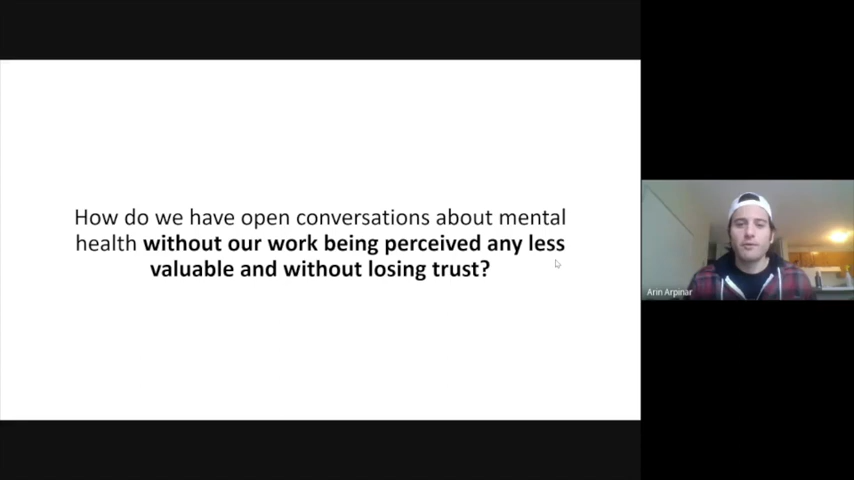 How do we have open conversations about mental
health without our work being perceived any less
valuable and without losing trust?
Arin Arpinar